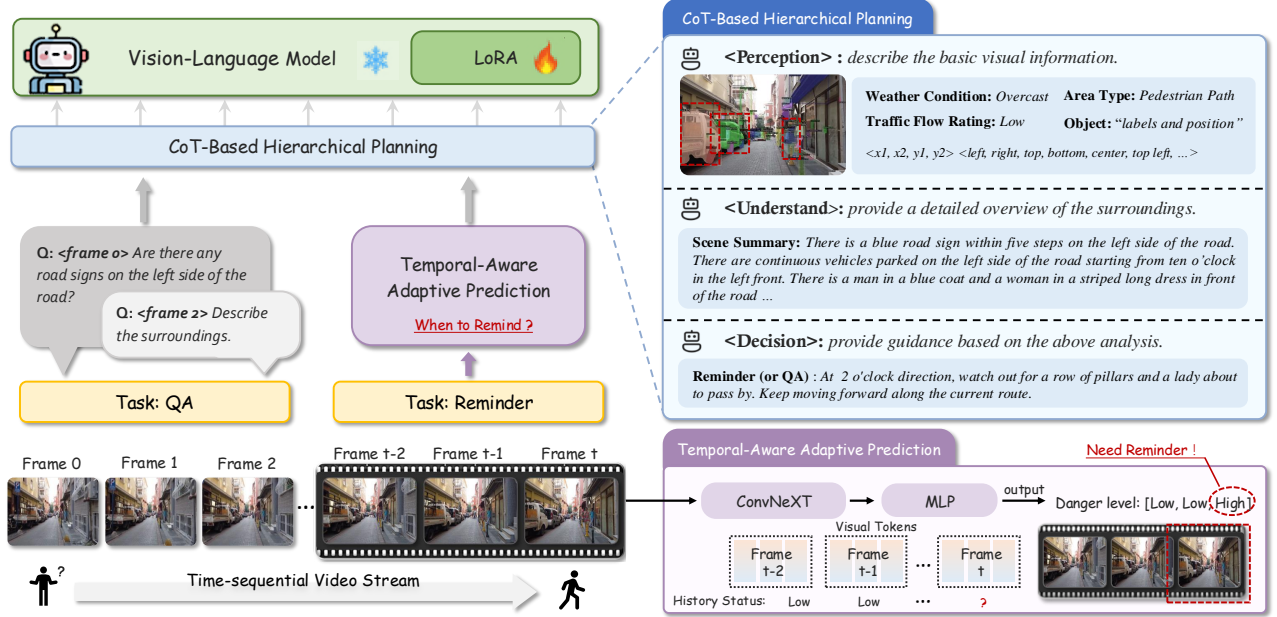 Vision-Language Model
LoRA
CoT-Based Hierarchical Planning
Q: <frame 0> Are there any
road signs on the left side of the
road?
Q: <frame 2> Describe
the surroundings.
Temporal-Aware
Adaptive Prediction
When to Remind ?
Task: QA
Task: Reminder
Frame 0
Frame 1
Frame 2
...
Frame t-2
Frame t-1
Frame t
?
Time-sequential Video Stream
CoT-Based Hierarchical Planning
<Perception> : describe the basic visual information.
Weather Condition: Overcast
Area Type: Pedestrian Path
Traffic Flow Rating: Low
Object: “labels and position”
<x1, x2, y1, y2> <left, right, top, bottom, center, top left, …>
<Understand>: provide a detailed overview of the surroundings.
Scene Summary: There is a blue road sign within five steps on the left side of the road.
There are continuous vehicles parked on the left side of the road starting from ten o’clock
in the left front. There is a man in a blue coat and a woman in a striped long dress in front
of the road …
<Decision>: provide guidance based on the above analysis.
Reminder (or QA) : At 2 o'clock direction, watch out for a row of pillars and a lady about
to pass by. Keep moving forward along the current route.
Temporal-Aware Adaptive Prediction
Need Reminder !
ConvNeXT
MLP
output
Danger level: [Low, Low, High]
Visual Tokens
Frame
t-2
Frame
t-1
...
Frame
t
History Status:
Low
Low
...
?